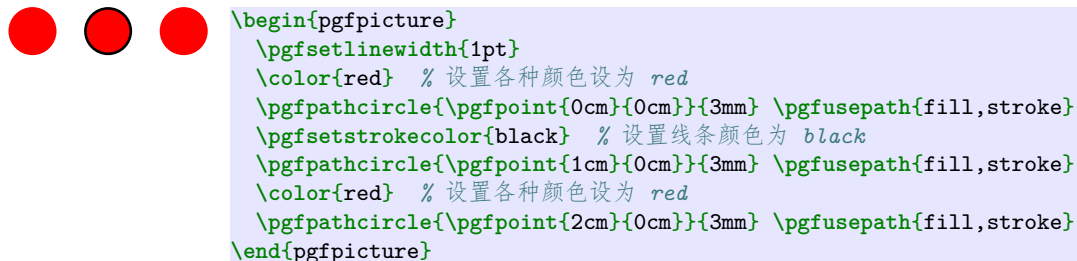 \begin{pgfpicture}
  \pgfsetlinewidth{1pt}
  \color{red}  % 设置各种颜色设为 red
  \pgfpathcircle{\pgfpoint{0cm}{0cm}}{3mm} \pgfusepath{fill,stroke}
  \pgfsetstrokecolor{black}  % 设置线条颜色为 black
  \pgfpathcircle{\pgfpoint{1cm}{0cm}}{3mm} \pgfusepath{fill,stroke}
  \color{red}  % 设置各种颜色设为 red
  \pgfpathcircle{\pgfpoint{2cm}{0cm}}{3mm} \pgfusepath{fill,stroke}
\end{pgfpicture}